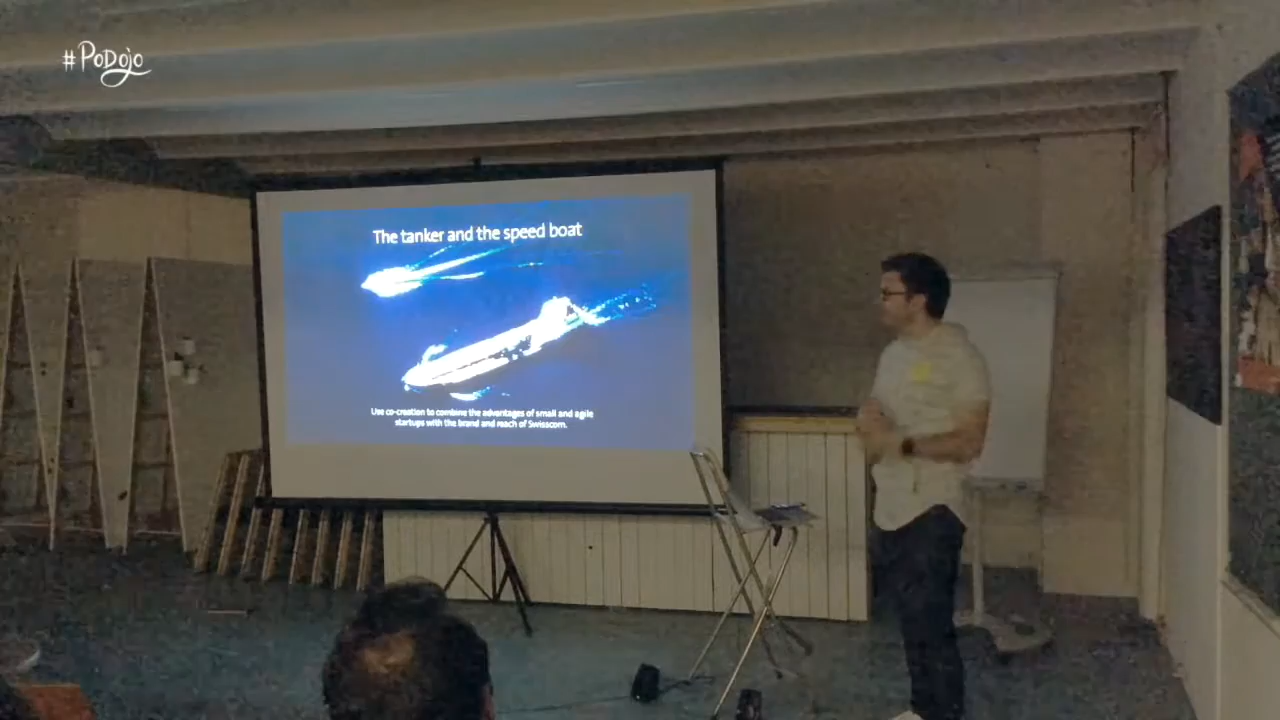 #PoDojo
The tanker and the speed boat
Use co-creation to combine the advantages of small and agile
startups with the brand and reach of Swisscom.